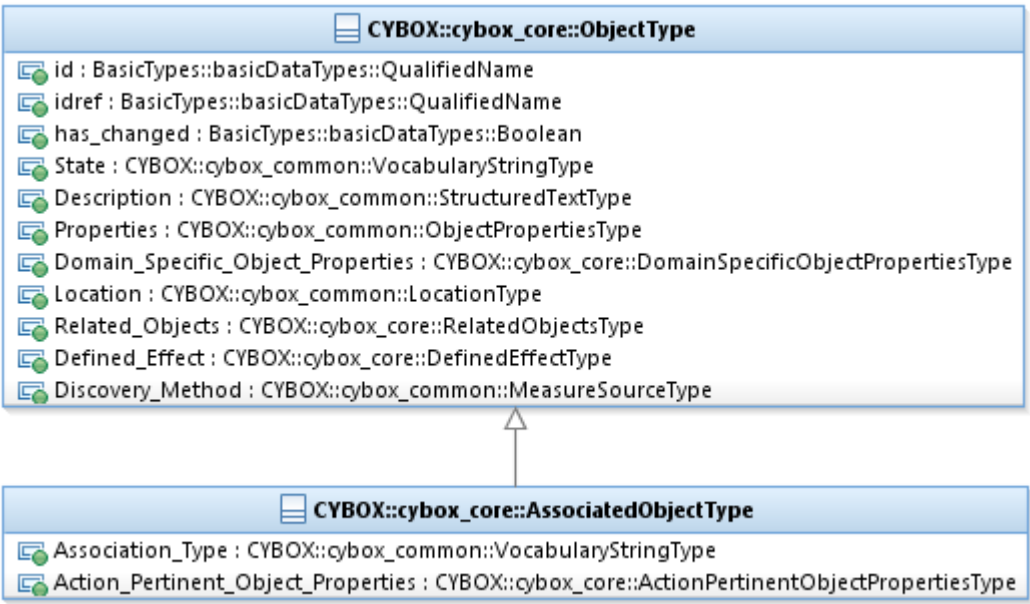 CYBOX::cybox_core::ObjectType
id : BasicTypes::basicDataTypes::QualifiedName
idref : BasicTypes::basicDataTypes::QualifiedName
has_changed : BasicTypes::basicDataTypes::Boolean
State : CYBOX::cybox_common::VocabularyStringType
Description : CYBOX::cybox_common::StructuredTextType
Properties : CYBOX::cybox_common::ObjectPropertiesType
Domain_Specific_Object_Properties : CYBOX::cybox_core::DomainSpecificObjectPropertiesType
Location : CYBOX::cybox_common::LocationType
Related_Objects : CYBOX::cybox_core::RelatedObjectsType
Defined_Effect : CYBOX::cybox_core::DefinedEffectType
Discovery_Method : CYBOX::cybox_common::MeasureSourceType
CYBOX::cybox_core::AssociatedObjectType
Association_Type : CYBOX::cybox_common::VocabularyStringType
Action_Pertinent_Object_Properties : CYBOX::cybox_core::ActionPertinentObjectPropertiesType